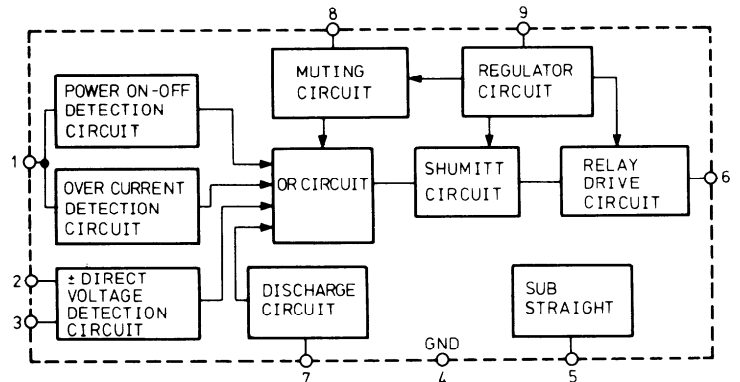 8
9
MUTING
CIRCUIT
REGULATOR
CIRCUIT
POWER ON-OFF
DETECTION
CIRCUIT
1
OVER CURRENT
DETECTION
CIRCUIT
OR CIRCUIT
SHUMITT
CIRCUIT
RELAY
DRIVE
CIRCUIT
6
2
3
± DIRECT
VOLTAGE
DETECTION
CIRCUIT
DISCHARGE
CIRCUIT
SUB
STRAIGHT
GND
7
4
5